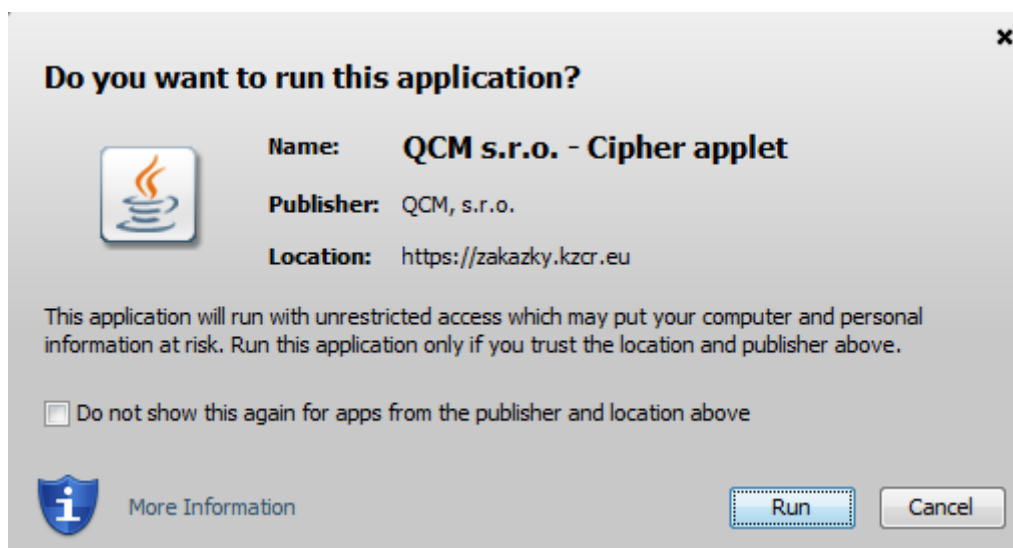 Do you want to run this application?
Name: QCM s.r.o. - Cipher applet
Publisher: QCM, s.r.o.
Location: https://zakazky.kzcr.eu
This application will run with unrestricted access which may put your computer and personal
information at risk. Run this application only if you trust the location and publisher above.
Do not show this again for apps from the publisher and location above
More Information Run Cancel